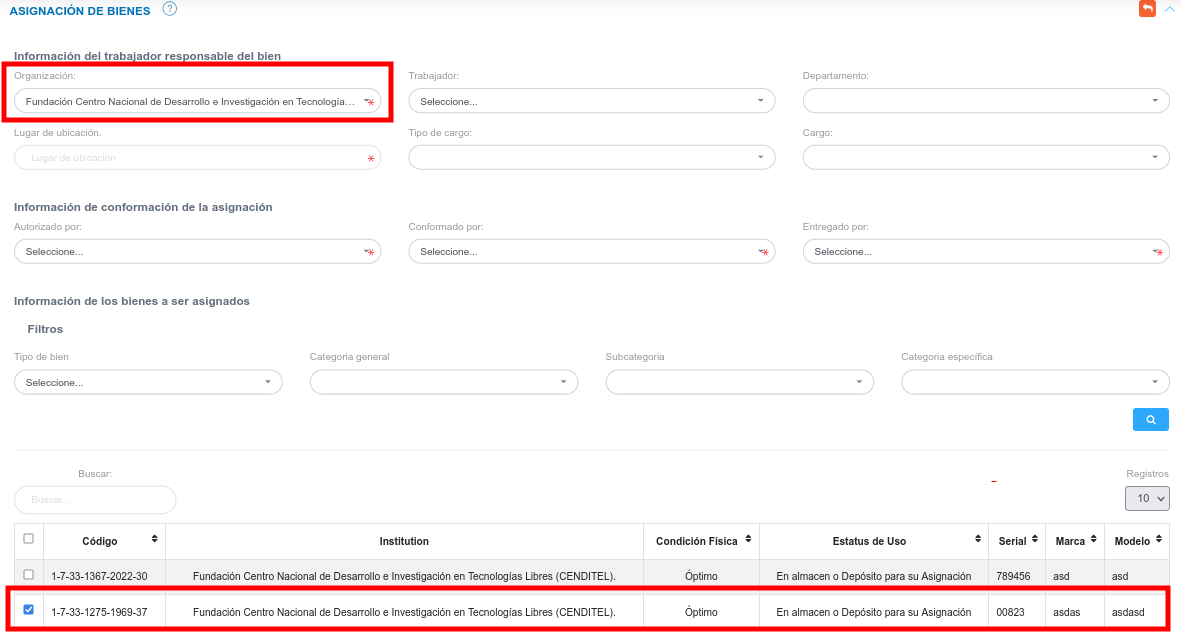 ASIGNACIÓN DE BIENES ?
Información del trabajador responsable del bien
Organización: Trabajador: Departamento:
Fundación Centro Nacional de Desarrollo e Investigación en Tecnología... * Seleccione...
Lugar de ubicación. Tipo de cargo: Cargo:
Lugar de ubicación *
Información de conformación de la asignación
Autorizado por: Conformado por: Entregado por:
Seleccione... * Seleccione... * Seleccione... *
Información de los bienes a ser asignados
Filtros
Tipo de bien Categoria general Subcategoria Categoria específica
Seleccione...
Buscar: Registros
Buscar... – 10
Código Institution Condición Física Estatus de Uso Serial Marca Modelo
1-7-33-1367-2022-30 Fundación Centro Nacional de Desarrollo e Investigación en Tecnologías Libres (CENDITEL). Óptimo En almacen o Depósito para su Asignación 789456 asd asd
1-7-33-1275-1969-37 Fundación Centro Nacional de Desarrollo e Investigación en Tecnologías Libres (CENDITEL). Óptimo En almacen o Depósito para su Asignación 00823 asdas asdasd